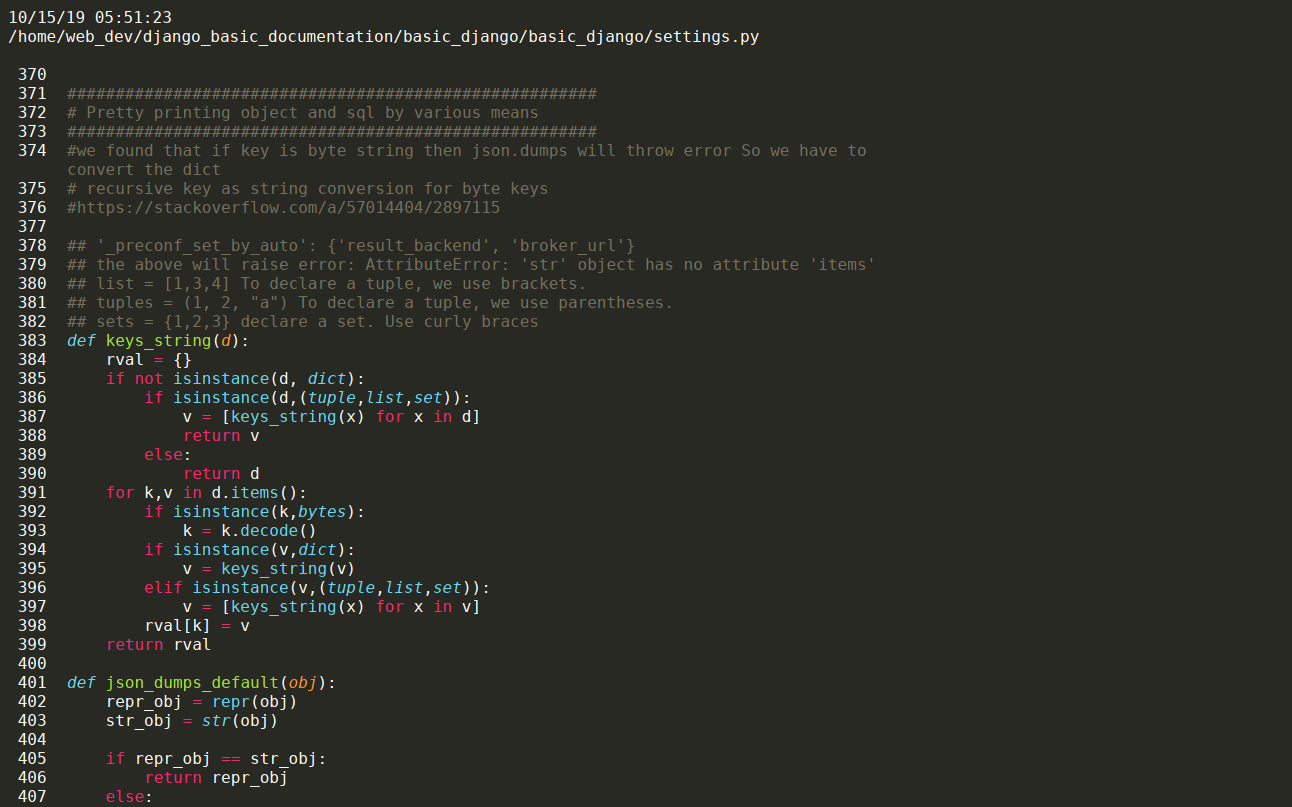 10/15/19 05:51:23
/home/web_dev/django_basic_documentation/basic_django/basic_django/settings.py
370
371 #######################################################
372 # Pretty printing object and sql by various means
373 #######################################################
374 #we found that if key is byte string then json.dumps will throw error So we have to
convert the dict
375 # recursive key as string conversion for byte keys
376 #https://stackoverflow.com/a/57014404/2897115
377
378 ## '_preconf_set_by_auto': {'result_backend', 'broker_url'}
379 ## the above will raise error: AttributeError: 'str' object has no attribute 'items'
380 ## list = [1,3,4] To declare a tuple, we use brackets.
381 ## tuples = (1, 2, "a") To declare a tuple, we use parentheses.
382 ## sets = {1,2,3} declare a set. Use curly braces
383 def keys_string(d):
384     rval = {}
385     if not isinstance(d, dict):
386         if isinstance(d,(tuple,list,set)):
387             v = [keys_string(x) for x in d]
388             return v
389         else:
390             return d
391     for k,v in d.items():
392         if isinstance(k,bytes):
393             k = k.decode()
394         if isinstance(v,dict):
395             v = keys_string(v)
396         elif isinstance(v,(tuple,list,set)):
397             v = [keys_string(x) for x in v]
398         rval[k] = v
399     return rval
400
401 def json_dumps_default(obj):
402     repr_obj = repr(obj)
403     str_obj = str(obj)
404
405     if repr_obj == str_obj:
406         return repr_obj
407     else: